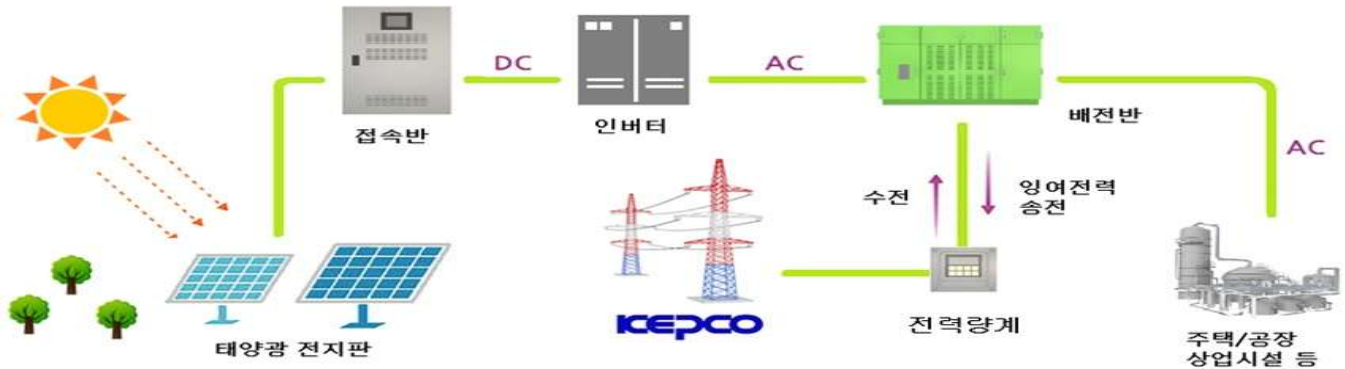 DC
AC
접속반
인버터
배전반
AC
수전
잉여전력
송전
KEPCO
전력량계
태양광 전지판
주택/공장
상업시설 등